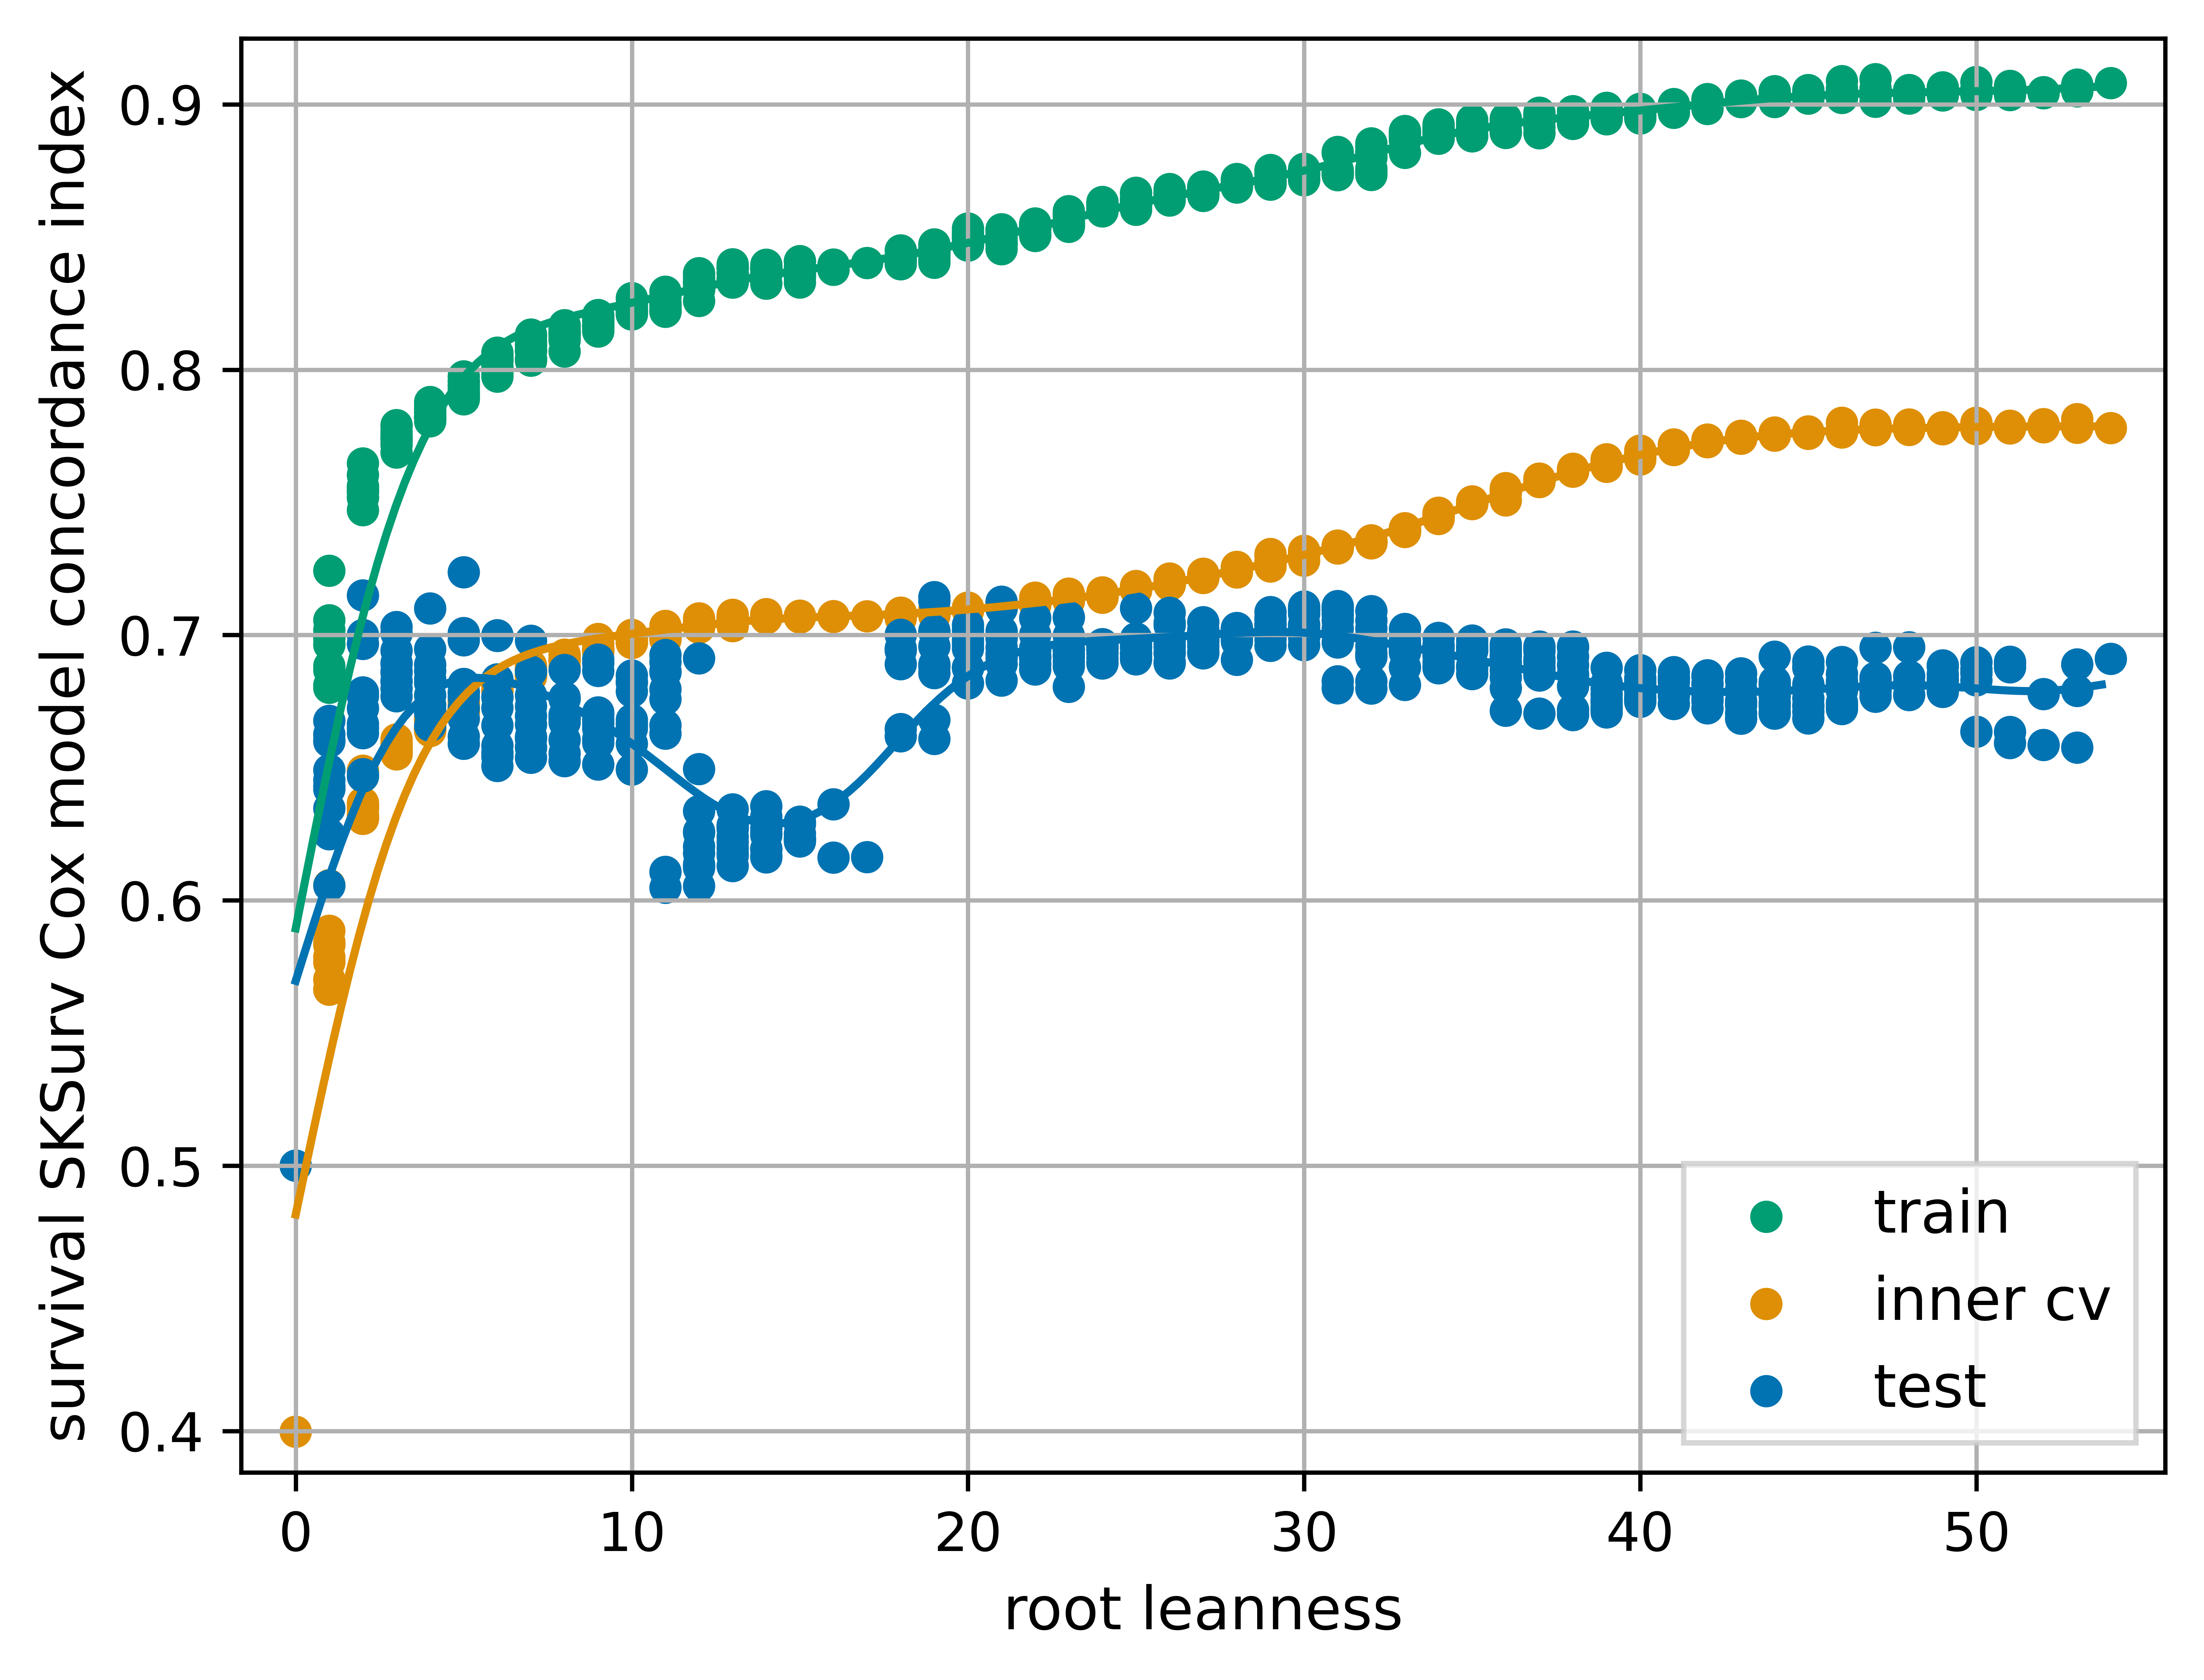 survival SKSurv Cox model concordance index
0.9
0.8
0.7
0.6
0.5
0.4
0 10 20 30 40 50
root leanness
train
inner cv
test